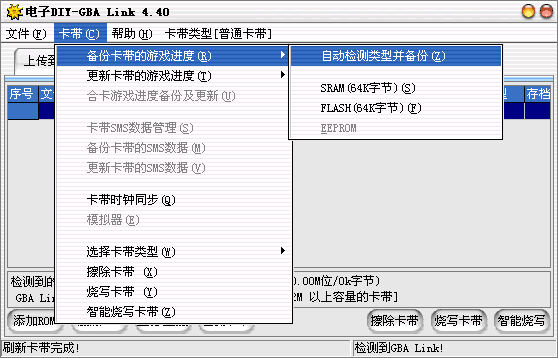 电子DIY-GBA Link 4.40
文件(F) 卡带(C) 帮助(H) 卡带类型[普通卡带]
上传到
序号 文 型 存档
备份卡带的游戏进度(R)
更新卡带的游戏进度(T)
合卡游戏进度备份及更新(U)
卡带SMS数据管理(S)
备份卡带的SMS数据(M)
更新卡带的SMS数据(V)
卡带时钟同步(Q)
模拟器(E)
选择卡带类型(W)
擦除卡带 (X)
烧写卡带 (Y)
智能烧写卡带(Z)
自动检测类型并备份(Z)
SRAM(64K字节)(S)
FLASH(64K字节)(F)
EEPROM
检测到的 0.00M位/0k字节)
GBA Link 2M 以上容量的卡带]
添加ROM 擦除卡带 烧写卡带 智能烧写
刷新卡带完成! 检测到GBA Link!